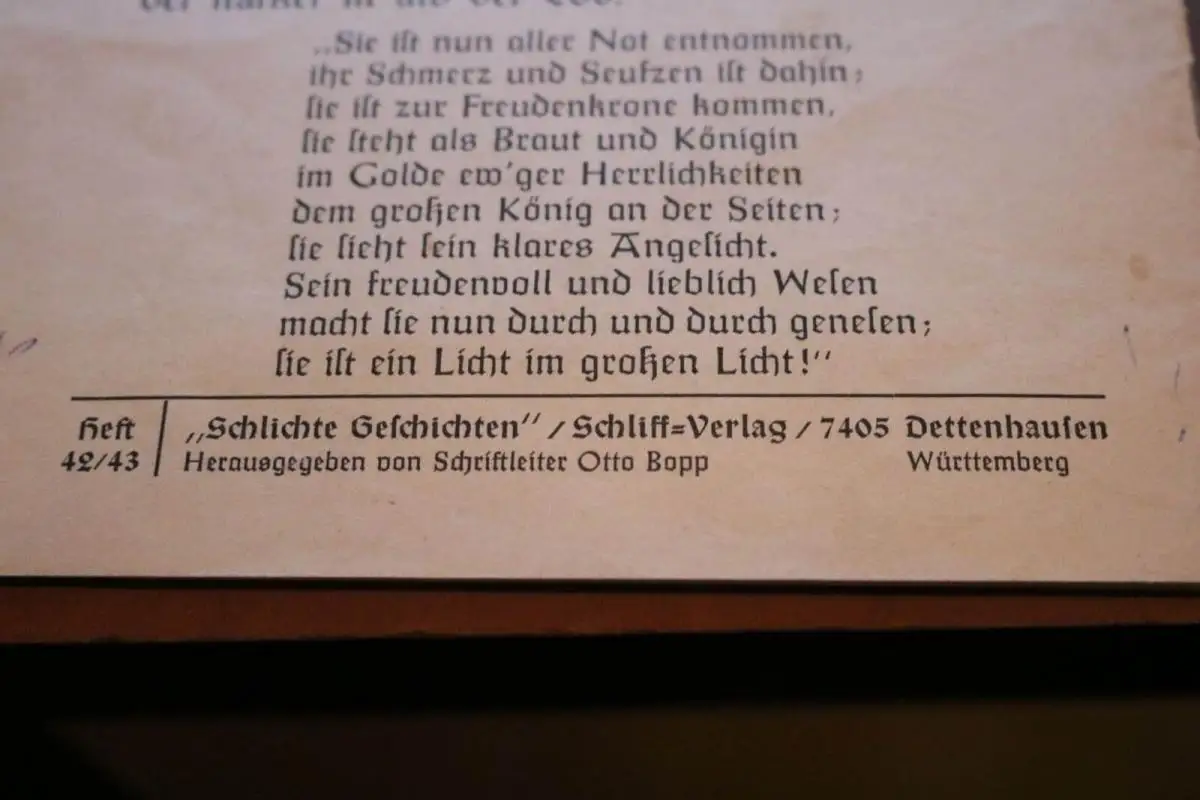 „Sie ist nun aller Not entnommen,
ihr Schmerz und Seufzen ist dahin;
sie ist zur Freudenkrone kommen,
sie steht als Braut und Königin
im Golde ew'ger Herrlichkeiten
dem großen König an der Seiten;
sie sieht sein klares Angesicht.
Sein freudenvoll und lieblich Wesen
macht sie nun durch und durch genesen;
sie ist ein Licht im großen Licht!“
Heft 42/43
„Schlichte Geschichten“ / Schliff=Verlag / 7405 Dettenhausen
Herausgegeben von Schriftleiter Otto Bopp Württemberg